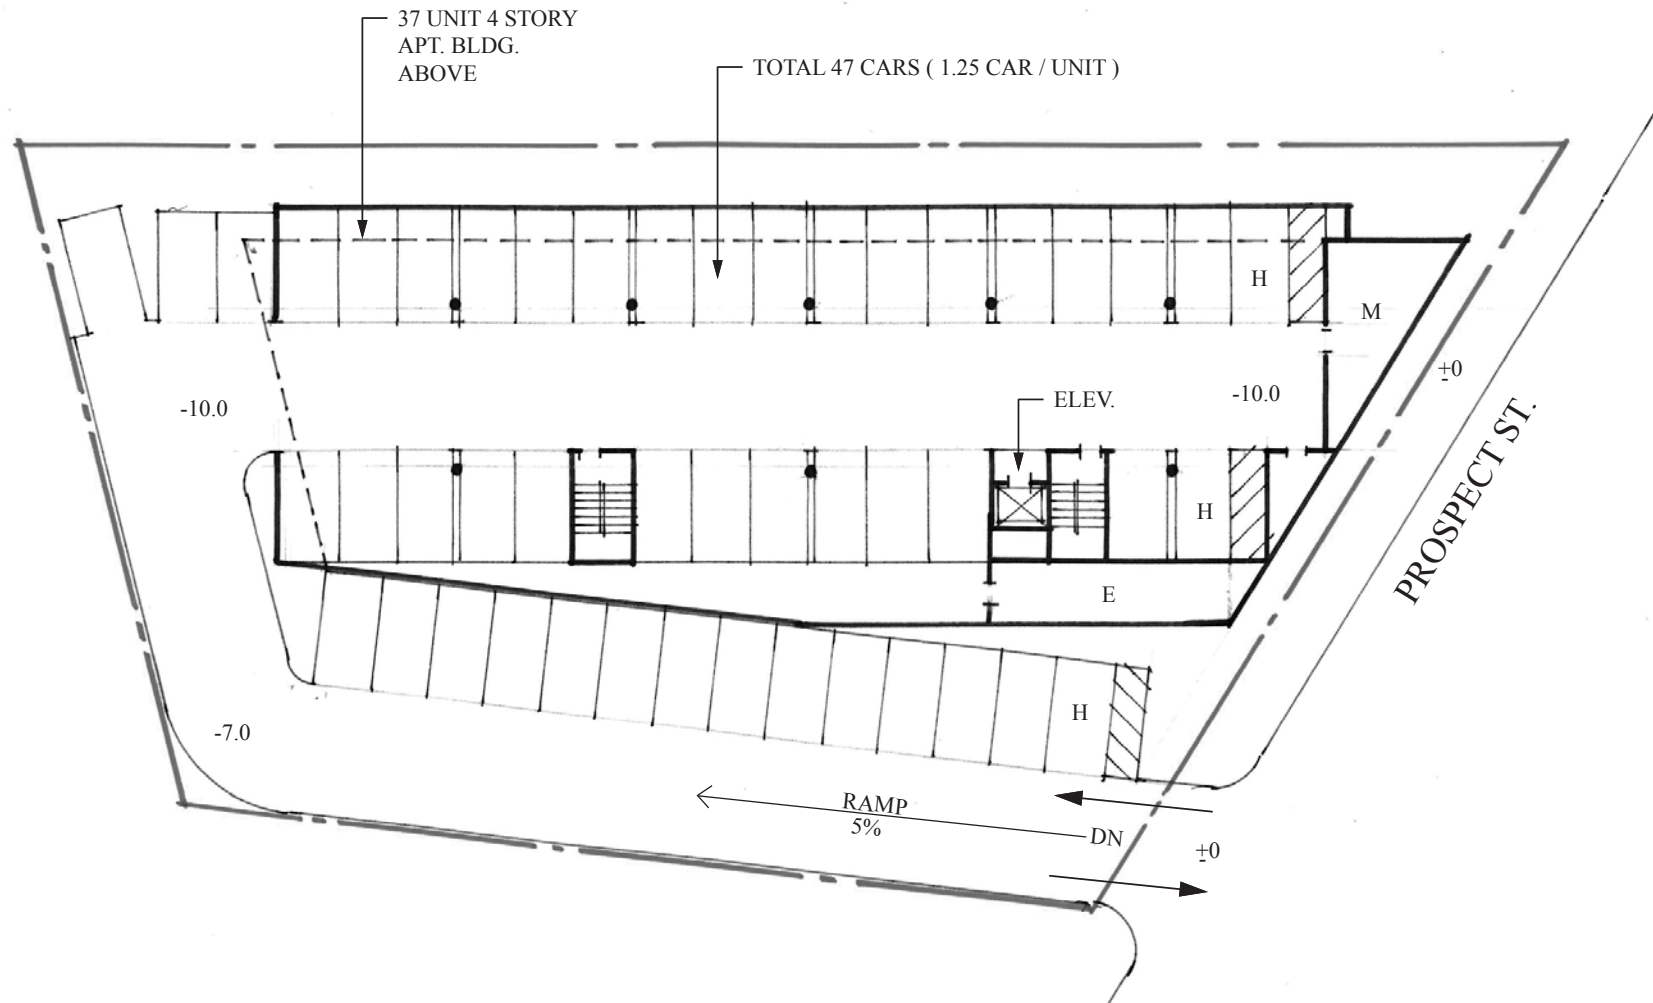 37 UNIT 4 STORY
APT. BLDG.
ABOVE
TOTAL 47 CARS ( 1.25 CAR / UNIT )
H
M
±0
-10.0
-10.0
ELEV.
PROSPECT ST.
H
E
H
-7.0
RAMP
5%
DN
±0